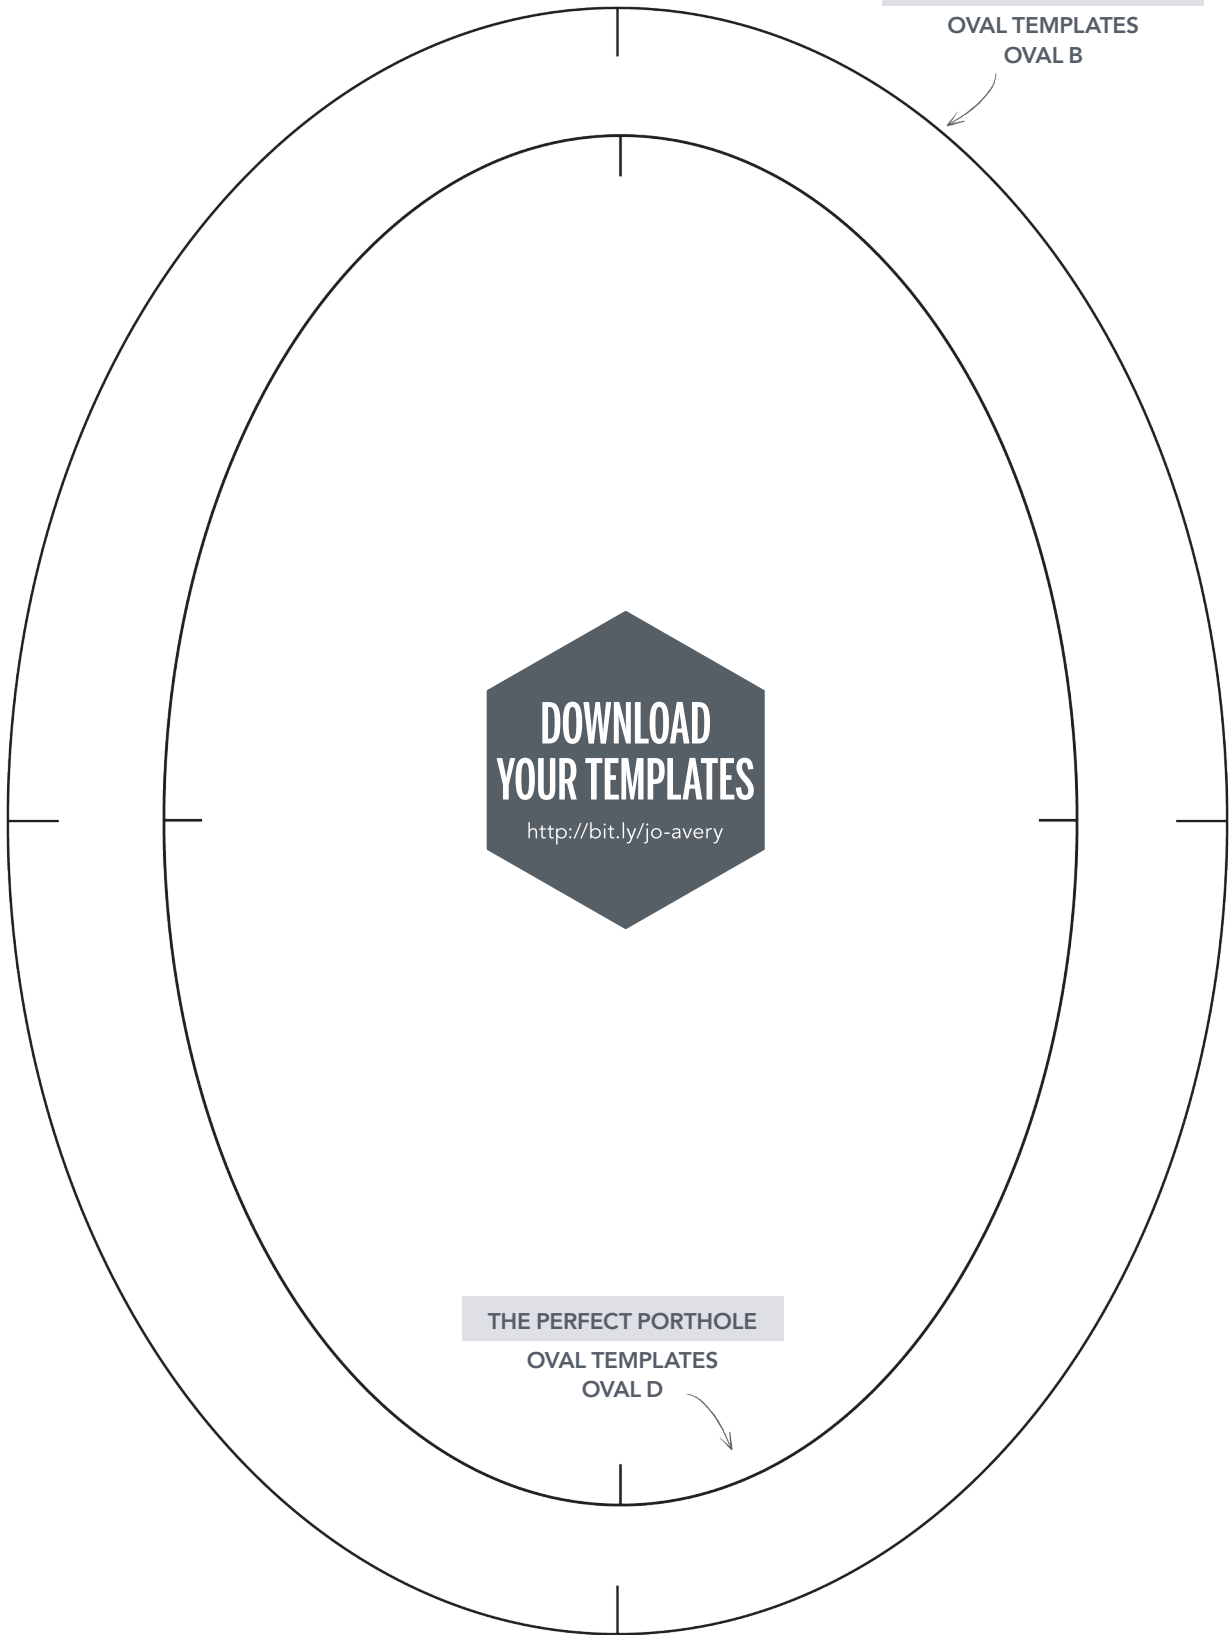 OVAL TEMPLATES
OVAL B
DOWNLOAD
YOUR TEMPLATES
http://bit.ly/jo-avery
THE PERFECT PORTHOLE
OVAL TEMPLATES
OVAL D